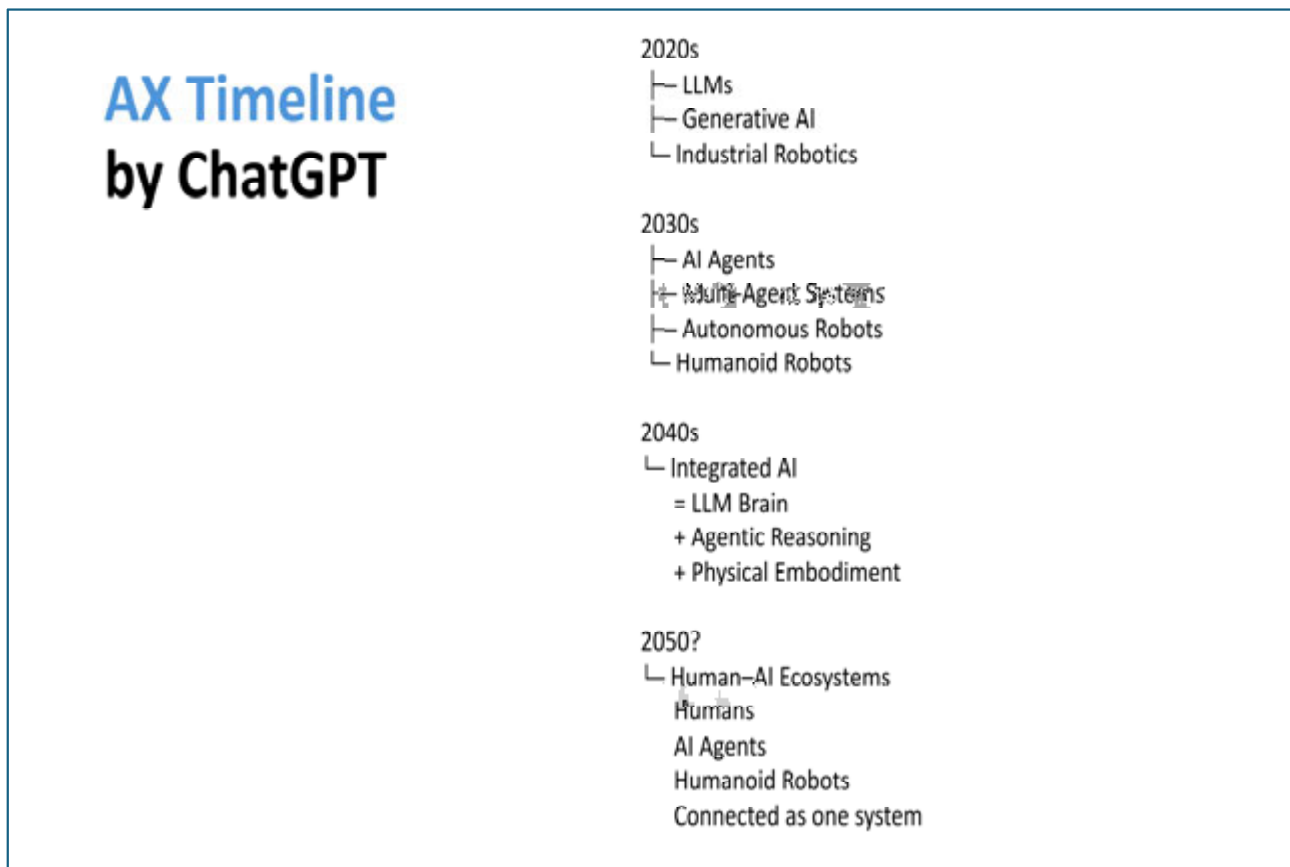 AX Timeline
by ChatGPT
2020s
├─ LLMs
├─ Generative AI
└─ Industrial Robotics
2030s
├─ AI Agents
├─ Multi-Agent Systems
├─ Autonomous Robots
└─ Humanoid Robots
2040s
└─ Integrated AI
= LLM Brain
+ Agentic Reasoning
+ Physical Embodiment
2050?
└─ Human–AI Ecosystems
Humans
AI Agents
Humanoid Robots
Connected as one system